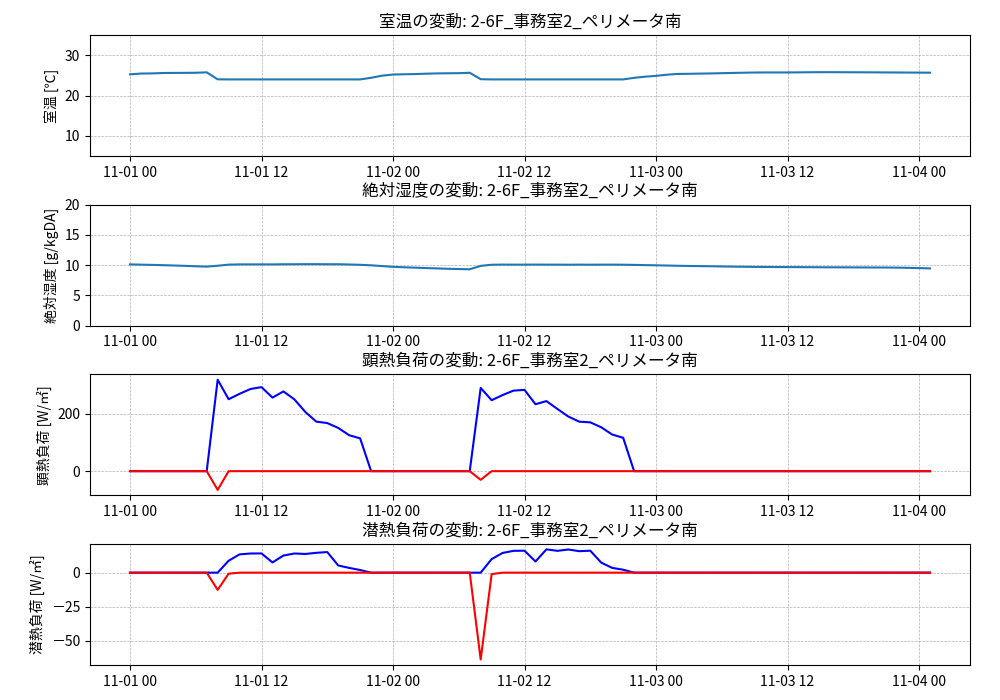 室温の変動: 2-6F_事務室2_ペリメータ南
室温 [℃]
30
20
10
11-01 00 11-01 12 11-02 00 11-02 12 11-03 00 11-03 12 11-04 00
絶対湿度の変動: 2-6F_事務室2_ペリメータ南
絶対湿度 [g/kgDA]
20
15
10
5
0
11-01 00 11-01 12 11-02 00 11-02 12 11-03 00 11-03 12 11-04 00
顕熱負荷の変動: 2-6F_事務室2_ペリメータ南
顕熱負荷 [W/㎡]
200
0
11-01 00 11-01 12 11-02 00 11-02 12 11-03 00 11-03 12 11-04 00
潜熱負荷の変動: 2-6F_事務室2_ペリメータ南
潜熱負荷 [W/㎡]
0
−25
−50
11-01 00 11-01 12 11-02 00 11-02 12 11-03 00 11-03 12 11-04 00